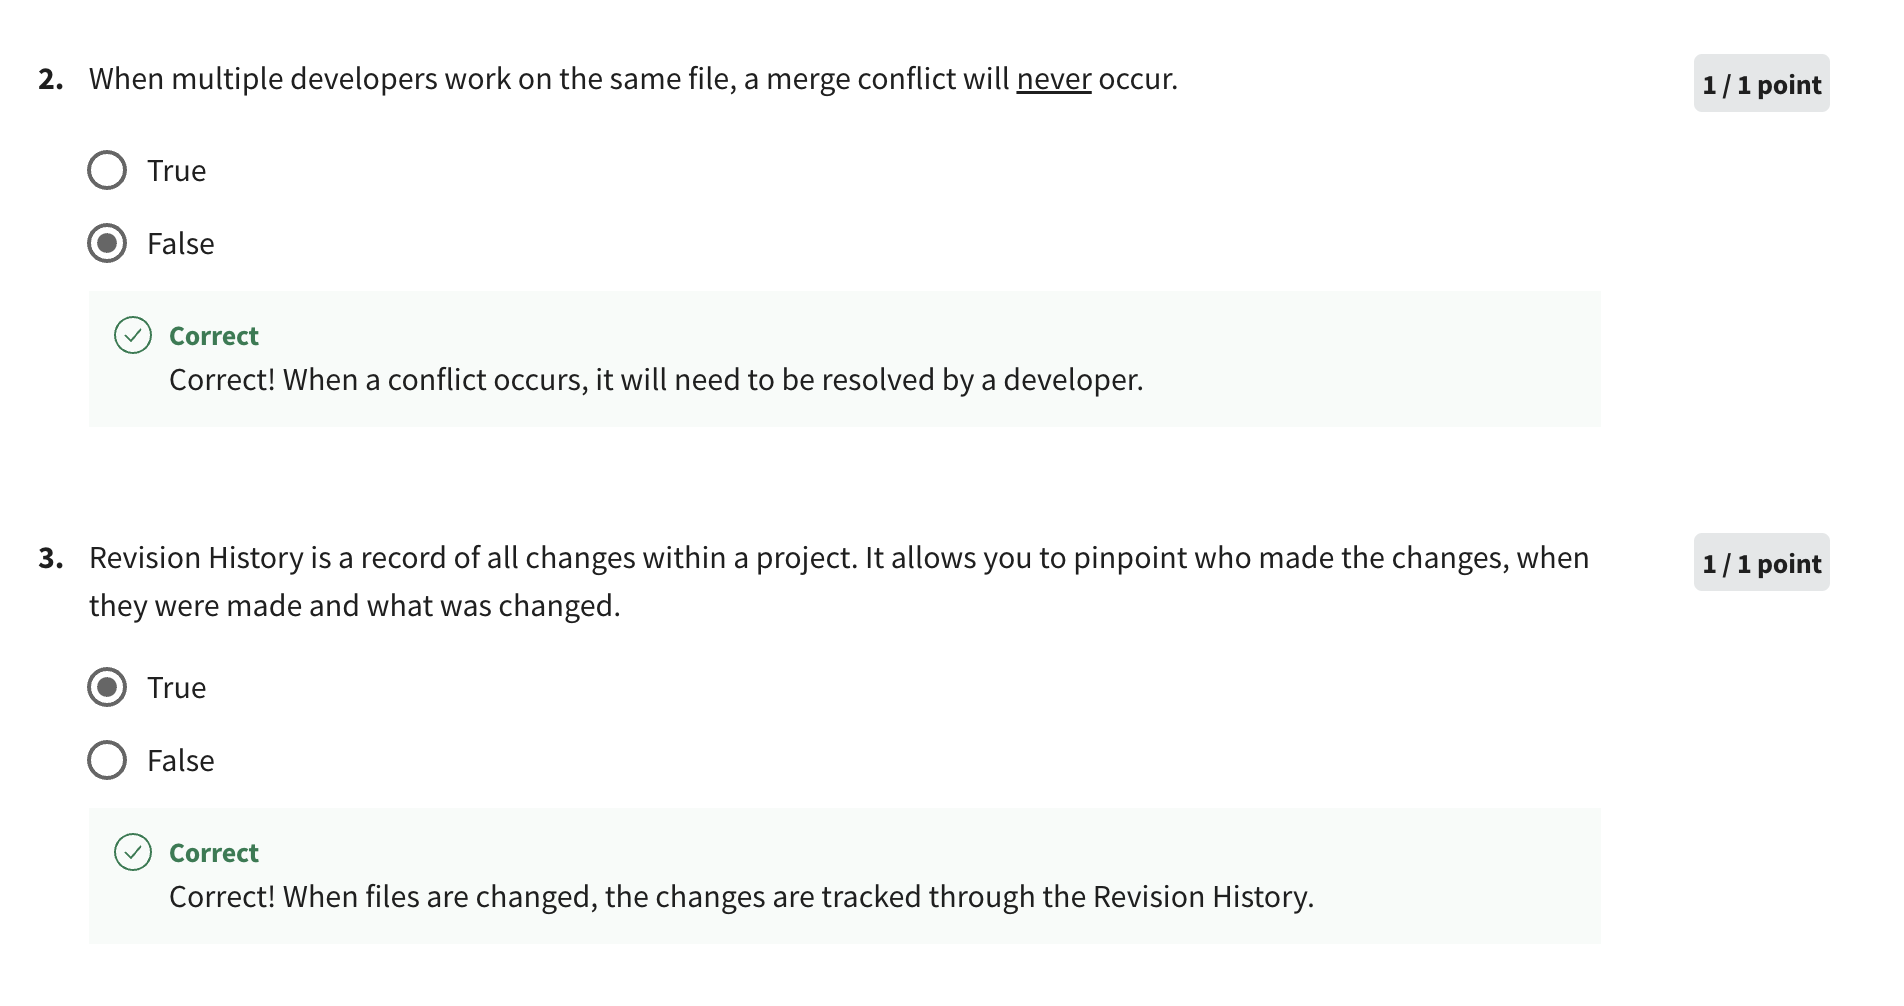 2. When multiple developers work on the same file, a merge conflict will never occur.
1 / 1 point
True
False
Correct
Correct! When a conflict occurs, it will need to be resolved by a developer.
3. Revision History is a record of all changes within a project. It allows you to pinpoint who made the changes, when
they were made and what was changed.
1 / 1 point
True
False
Correct
Correct! When files are changed, the changes are tracked through the Revision History.